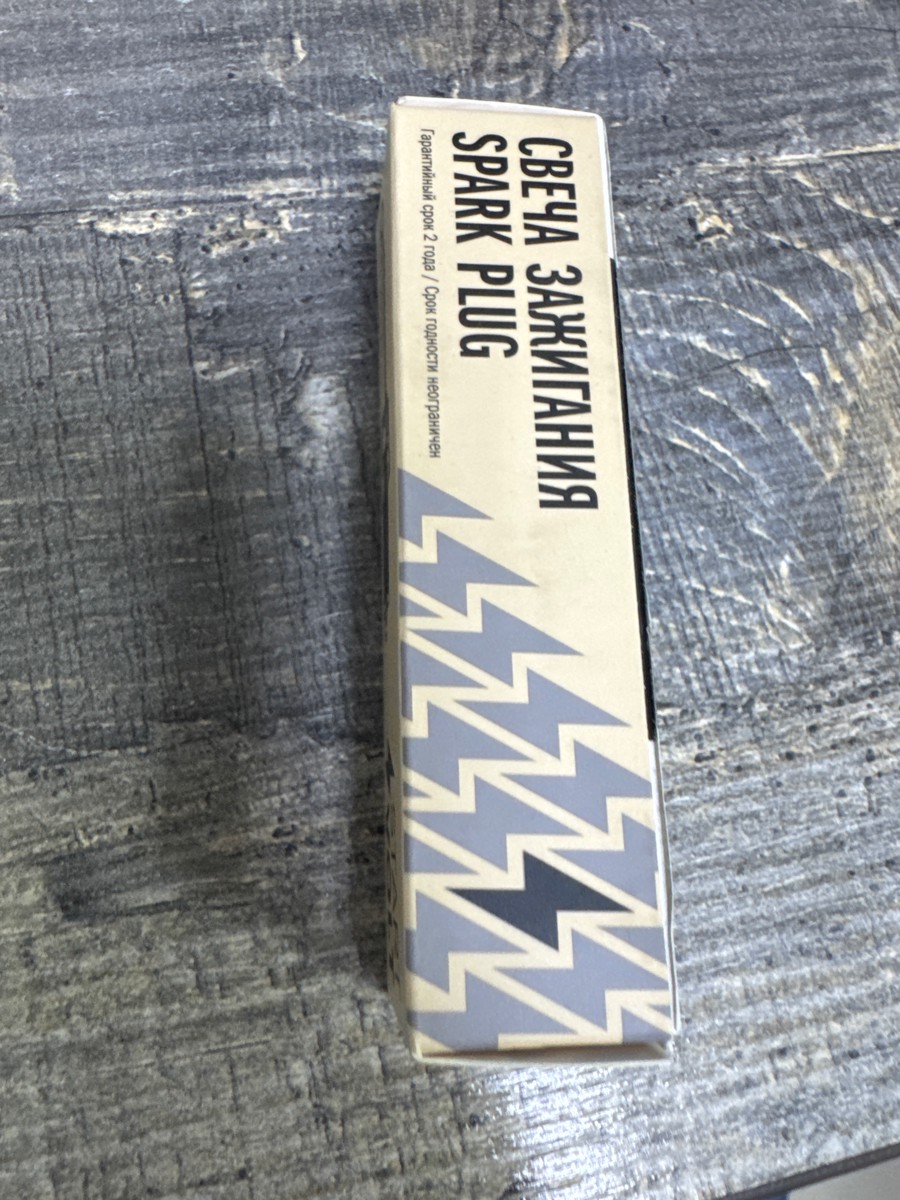 СВЕЧА ЗАЖИГАНИЯ
SPARK PLUG
Гарантийный срок 2 года / Срок годности неограничен